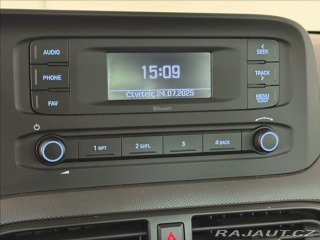 AUDIO
PHONE
FAV
15:09
Čtvrtek, 24.07.2025
Bluetooth
SEEK
TRACK
MENU
1 RPT
2 SHFL
3
4 BACK
RAJAUT.CZ